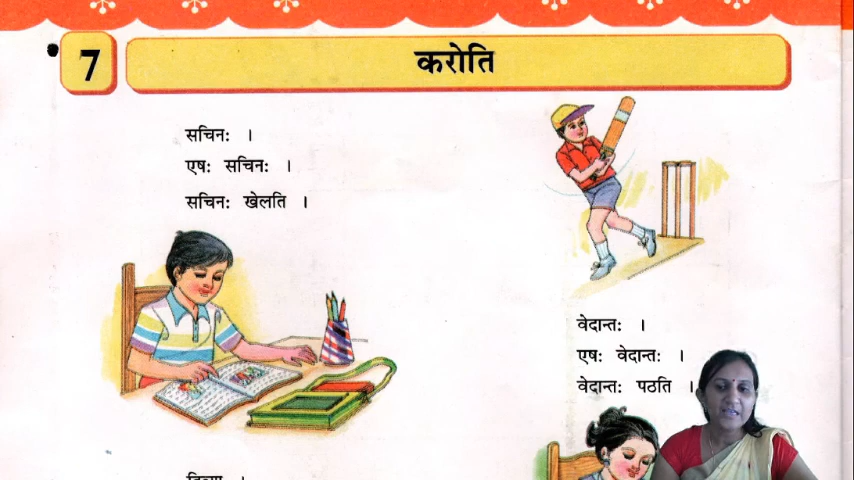 7
करोति
सचिनः ।
एषः सचिनः ।
सचिनः खेलति ।
वेदान्तः ।
एषः वेदान्तः ।
वेदान्तः पठति ।